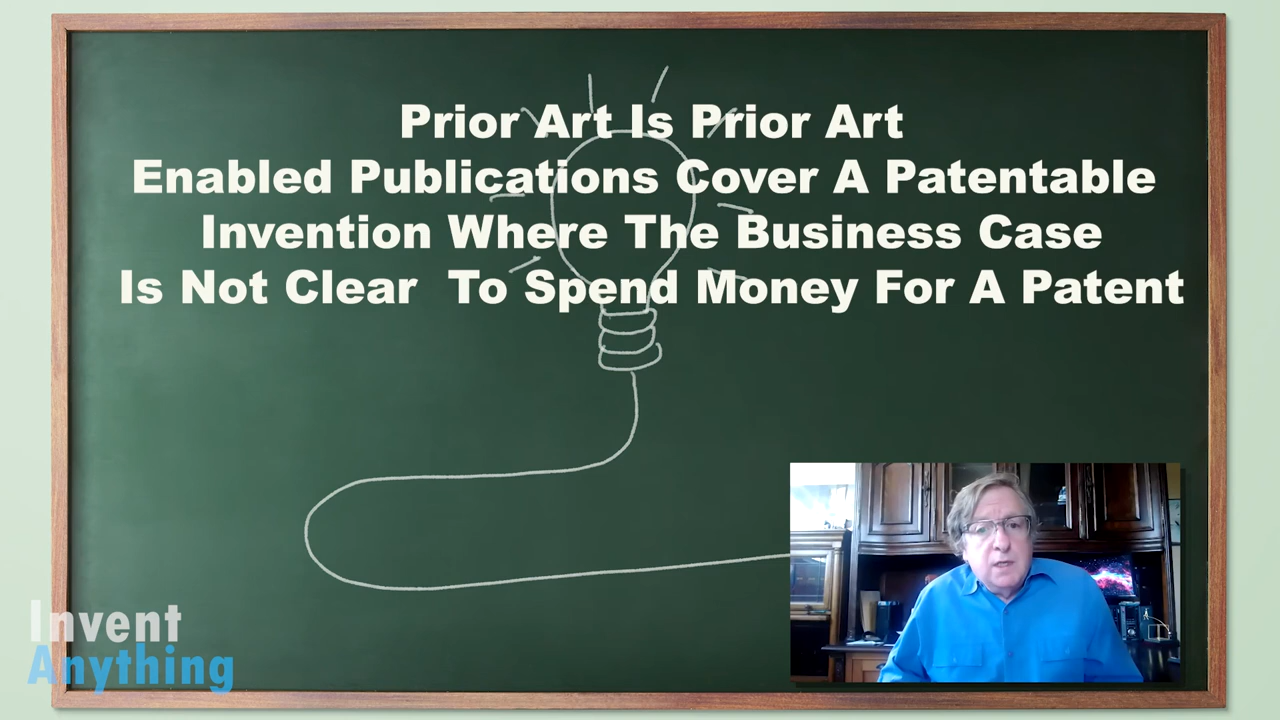 Prior Art Is Prior Art
Enabled Publications Cover A Patentable
Invention Where The Business Case
Is Not Clear  To Spend Money For A Patent
Invent
Anything